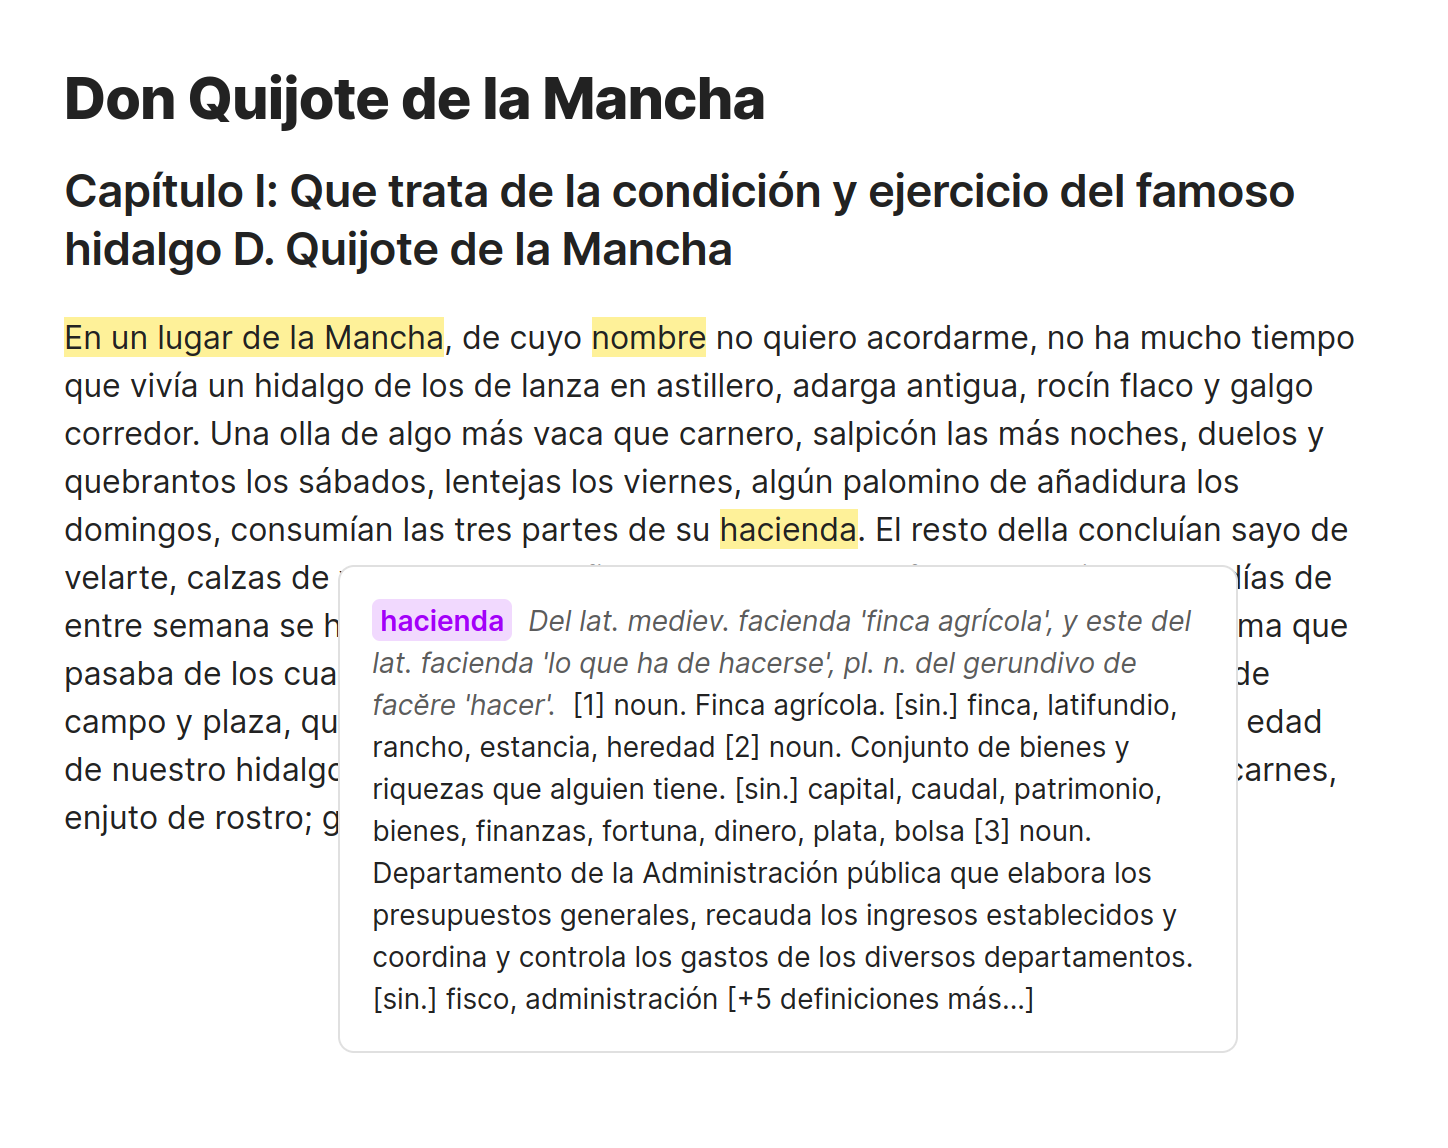 Don Quijote de la Mancha
Capítulo I: Que trata de la condición y ejercicio del famoso
hidalgo D. Quijote de la Mancha
En un lugar de la Mancha, de cuyo nombre no quiero acordarme, no ha mucho tiempo
que vivía un hidalgo de los de lanza en astillero, adarga antigua, rocín flaco y galgo
corredor. Una olla de algo más vaca que carnero, salpicón las más noches, duelos y
quebrantos los sábados, lentejas los viernes, algún palomino de añadidura los
domingos, consumían las tres partes de su hacienda. El resto della concluían sayo de
velarte, calzas de días de
entre semana se que
pasaba de los de
campo y plaza, edad
de nuestro hidalgo carnes,
enjuto de rostro;
hacienda Del lat. mediev. facienda 'finca agrícola', y este del
lat. facienda 'lo que ha de hacerse', pl. n. del gerundivo de
facĕre 'hacer'. [1] noun. Finca agrícola. [sin.] finca, latifundio,
rancho, estancia, heredad [2] noun. Conjunto de bienes y
riquezas que alguien tiene. [sin.] capital, caudal, patrimonio,
bienes, finanzas, fortuna, dinero, plata, bolsa [3] noun.
Departamento de la Administración pública que elabora los
presupuestos generales, recauda los ingresos establecidos y
coordina y controla los gastos de los diversos departamentos.
[sin.] fisco, administración [+5 definiciones más...]